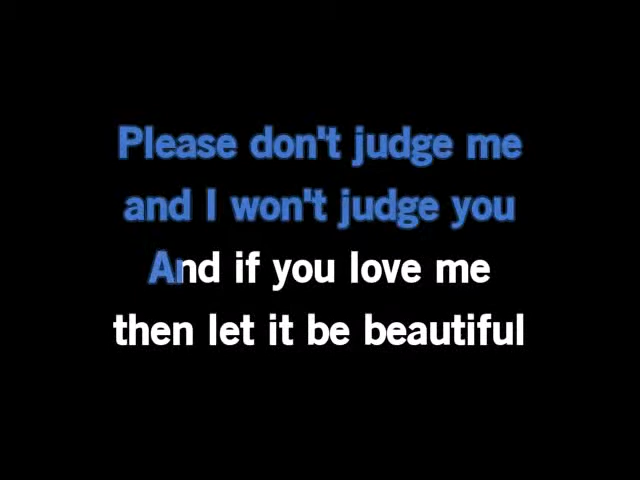 Please don't judge me
and I won't judge you
And if you love me
then let it be beautiful